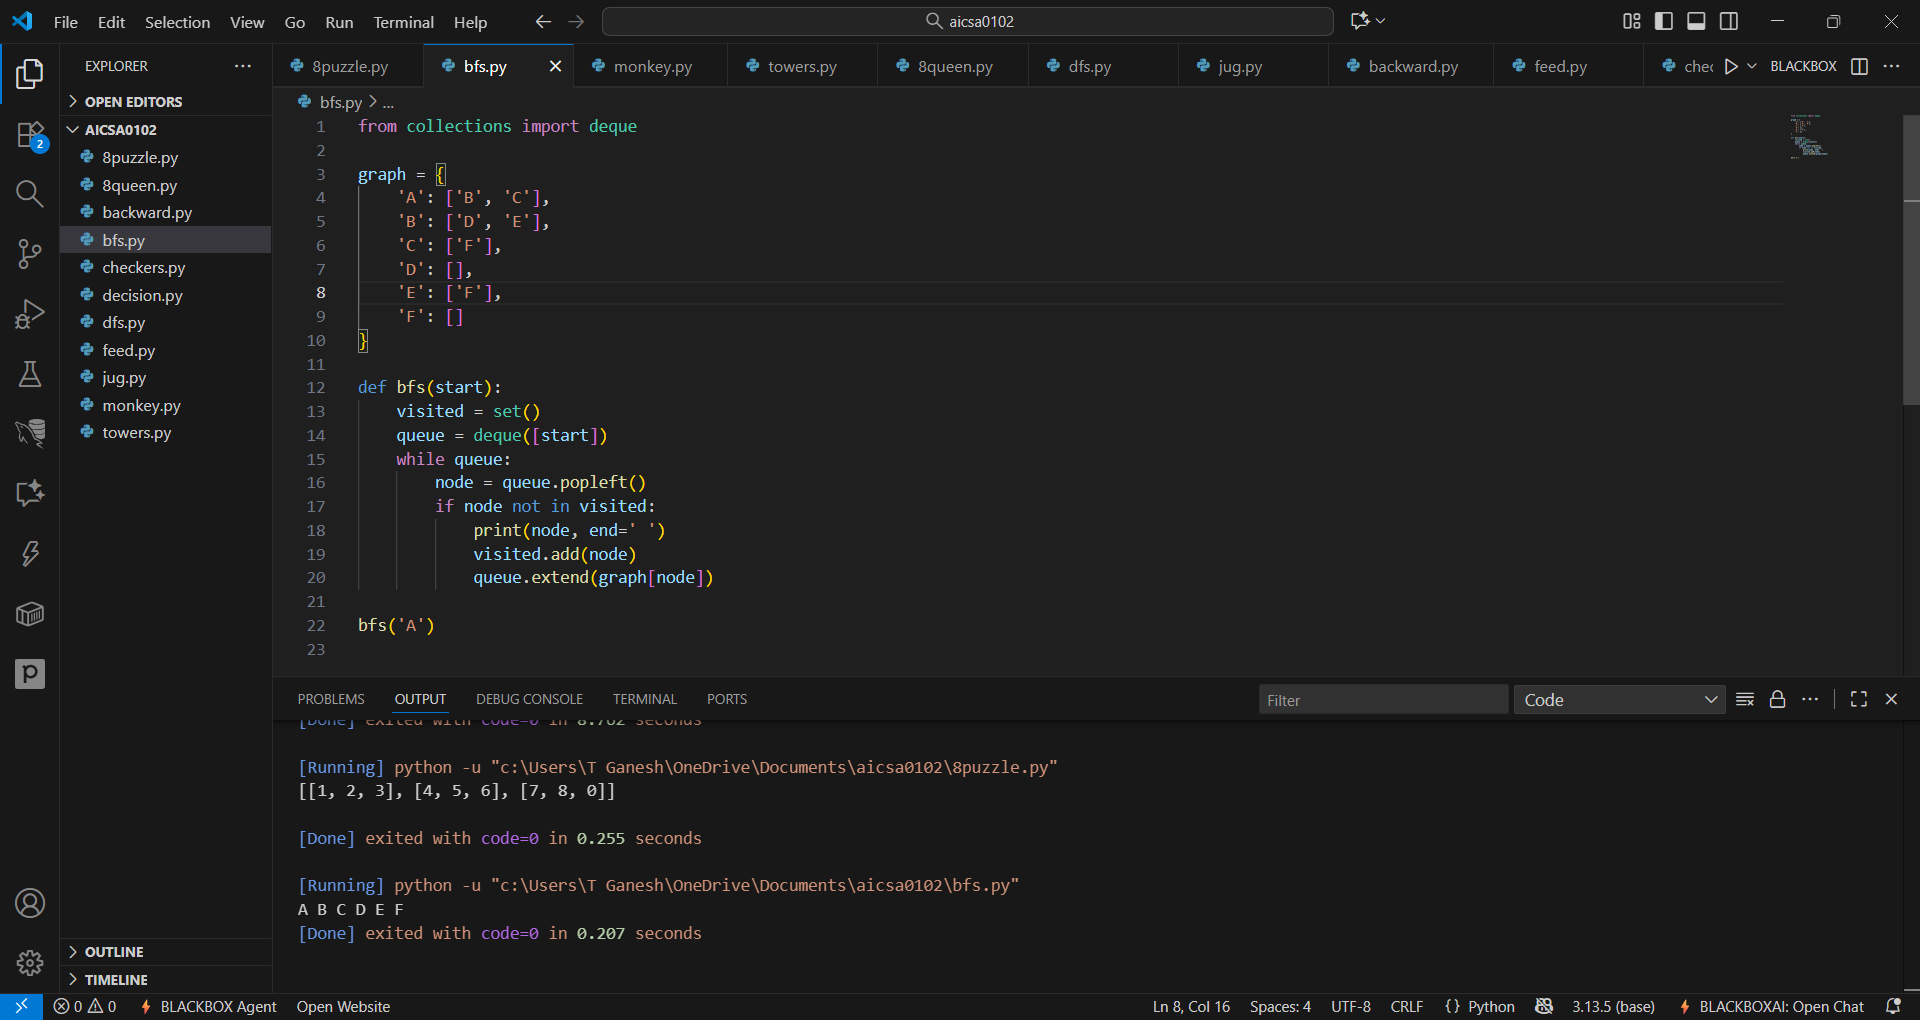 File Edit Selection View Go Run Terminal Help
aicsa0102
EXPLORER
8puzzle.py bfs.py monkey.py towers.py 8queen.py dfs.py jug.py backward.py feed.py chec BLACKBOX
OPEN EDITORS
AICSA0102
8puzzle.py
8queen.py
backward.py
bfs.py
checkers.py
decision.py
dfs.py
feed.py
jug.py
monkey.py
towers.py
OUTLINE
TIMELINE
2
bfs.py > ...
1 from collections import deque
2
3 graph = {
4 'A': ['B', 'C'],
5 'B': ['D', 'E'],
6 'C': ['F'],
7 'D': [],
8 'E': ['F'],
9 'F': []
10 }
11
12 def bfs(start):
13 visited = set()
14 queue = deque([start])
15 while queue:
16 node = queue.popleft()
17 if node not in visited:
18 print(node, end=' ')
19 visited.add(node)
20 queue.extend(graph[node])
21
22 bfs('A')
23
PROBLEMS OUTPUT DEBUG CONSOLE TERMINAL PORTS
Filter
Code
[Done] exited with code=0 in 8.762 seconds
[Running] python -u "c:\Users\T Ganesh\OneDrive\Documents\aicsa0102\8puzzle.py"
[[1, 2, 3], [4, 5, 6], [7, 8, 0]]
[Done] exited with code=0 in 0.255 seconds
[Running] python -u "c:\Users\T Ganesh\OneDrive\Documents\aicsa0102\bfs.py"
A B C D E F
[Done] exited with code=0 in 0.207 seconds
0 0 BLACKBOX Agent Open Website
Ln 8, Col 16 Spaces: 4 UTF-8 CRLF {} Python 3.13.5 (base) BLACKBOXAI: Open Chat